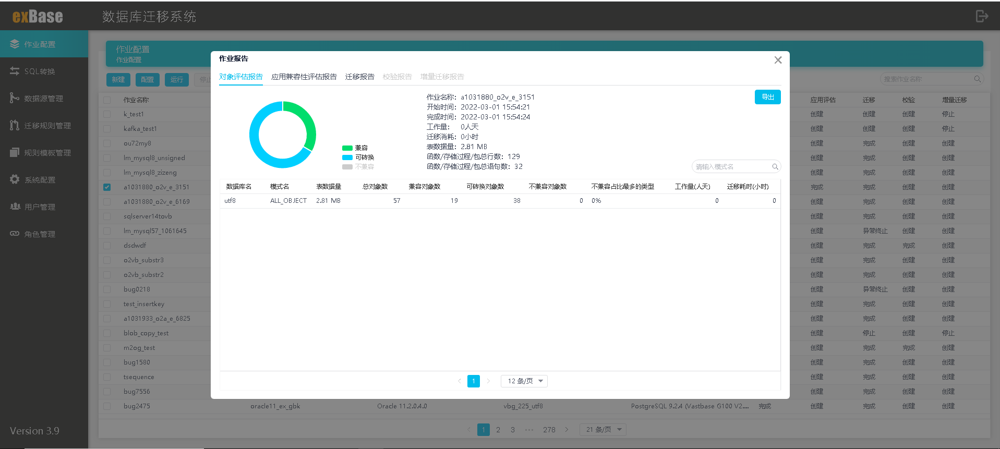 exBase
数据库迁移系统
作业配置
SQL转换
数据源管理
迁移规则管理
规则模板管理
系统配置
用户管理
角色管理
Version 3.9
作业配置
作业配置
新建 配置 运行 停止
搜索作业名称
作业名称 应用评估 迁移 校验 增量迁移
k_test1 创建 创建 创建 停止
kafka_test1 创建 创建 创建 停止
ou72my8 创建 完成 创建 创建
lm_mysql8_unsigned 创建 完成 创建 创建
lm_mysql8_zizeng 创建 完成 创建 创建
a1031880_o2v_e_3151 完成 完成 创建 创建
a1031880_o2v_e_6169 创建 完成 创建 创建
sqlserver14tovb 创建 完成 创建 创建
lm_mysql57_1061645 创建 异常终止 创建 创建
dsdwdf 创建 完成 完成 创建
o2vb_substr3 创建 完成 创建 创建
o2vb_substr2 创建 完成 创建 创建
bug0218 创建 异常终止 创建 创建
test_insertkey 创建 完成 创建 创建
a1031933_o2a_e_6825 创建 完成 创建 创建
blob_copy_test 创建 停止 创建 停止
m2og_test 创建 完成 完成 创建
bug1580 创建 完成 创建 创建
tsequence 创建 完成 创建 创建
bug7556 创建 完成 创建 创建
bug2475 oracle11_ex_gbk Oracle 11.2.0.4.0 vbg_225_utf8 PostgreSQL 9.2.4 (Vastbase G100 V2.... 完成 创建 完成 创建 创建
< 1 2 3 ··· 278 > 21 条/页
作业报告
对象评估报告 应用兼容性评估报告 迁移报告 校验报告 增量迁移报告
兼容
可转换
不兼容
作业名称: a1031880_o2v_e_3151
开始时间: 2022-03-01 15:54:21
完成时间: 2022-03-01 15:54:24
工作量: 0人天
迁移消耗: 0小时
表数据量: 2.81 MB
函数/存储过程/包总行数: 129
函数/存储过程/包总语句数: 32
导出
请输入模式名
数据库名 模式名 表数据量 总对象数 兼容对象数 可转换对象数 不兼容对象数 不兼容占比最多的类型 工作量(人天) 迁移耗时(小时)
utf8 ALL_OBJECT 2.81 MB 57 19 38 0 0% 0 0
< 1 > 12 条/页